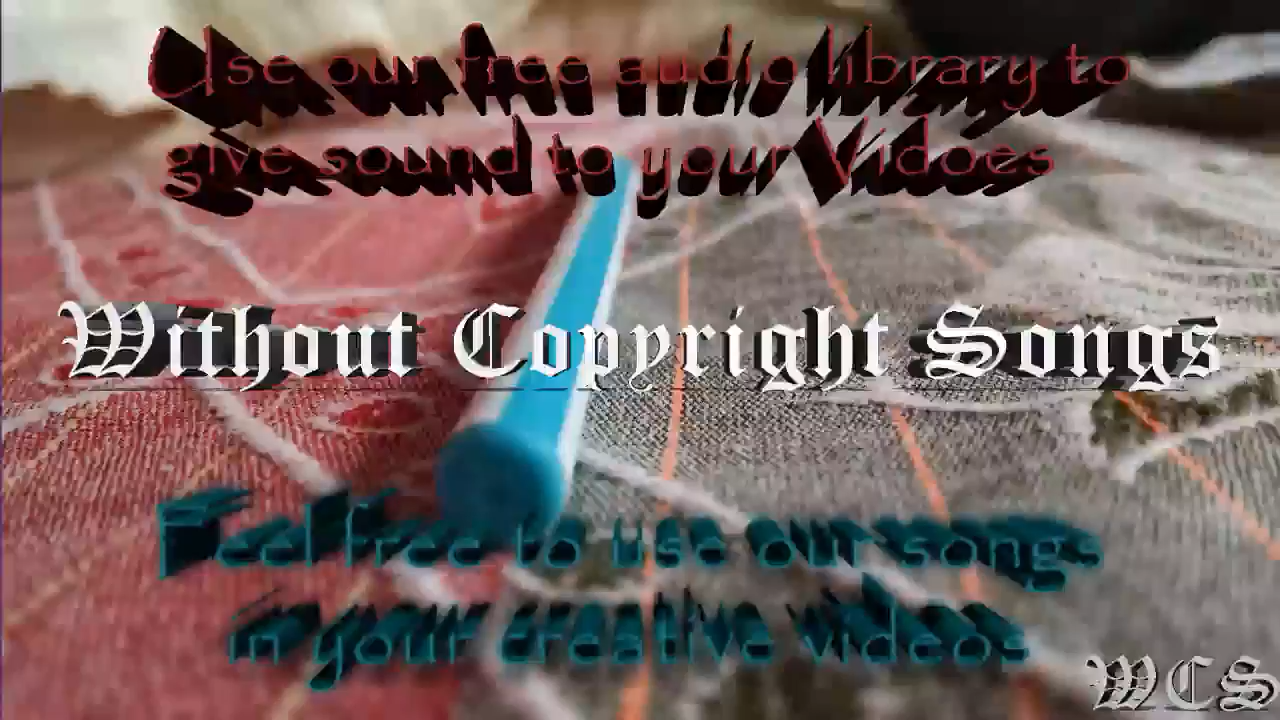 Use our free audio library to
give sound to your Vidoes
Without Copyright Songs
Feel free to use our songs
in your creative videos
WCS